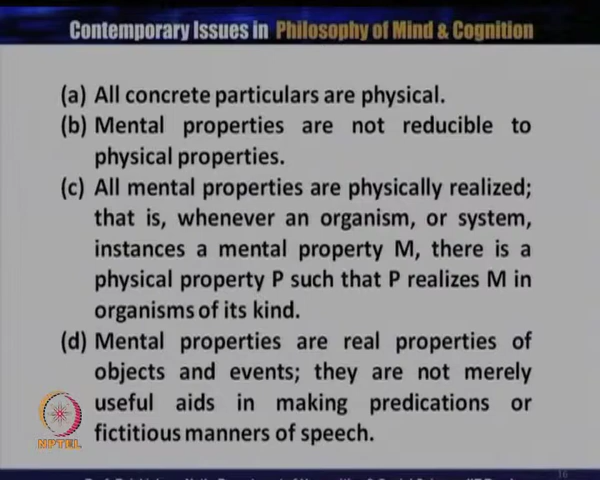 Contemporary Issues in Philosophy of Mind & Cognition
(a) All concrete particulars are physical.
(b) Mental properties are not reducible to
physical properties.
(c) All mental properties are physically realized;
that is, whenever an organism, or system,
instances a mental property M, there is a
physical property P such that P realizes M in
organisms of its kind.
(d) Mental properties are real properties of
objects and events; they are not merely
useful aids in making predications or
fictitious manners of speech.
NPTEL
16